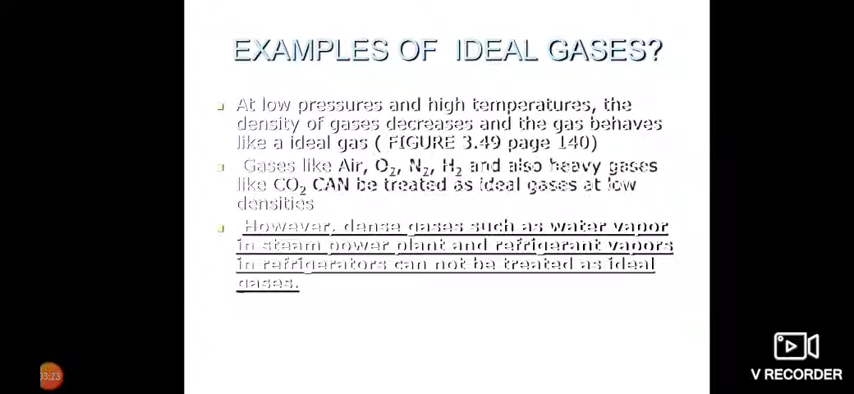 EXAMPLES OF IDEAL GASES?
At low pressures and high temperatures, the
density of gases decreases and the gas behaves
like a ideal gas ( FIGURE 3.49 page 140)
Gases like Air, O₂, N₂, H₂ and also heavy gases
like CO₂ CAN be treated as ideal gases at low
densities
However, dense gases such as water vapor
in steam power plant and refrigerant vapors
in refrigerators can not be treated as ideal
gases.
03:23
V RECORDER